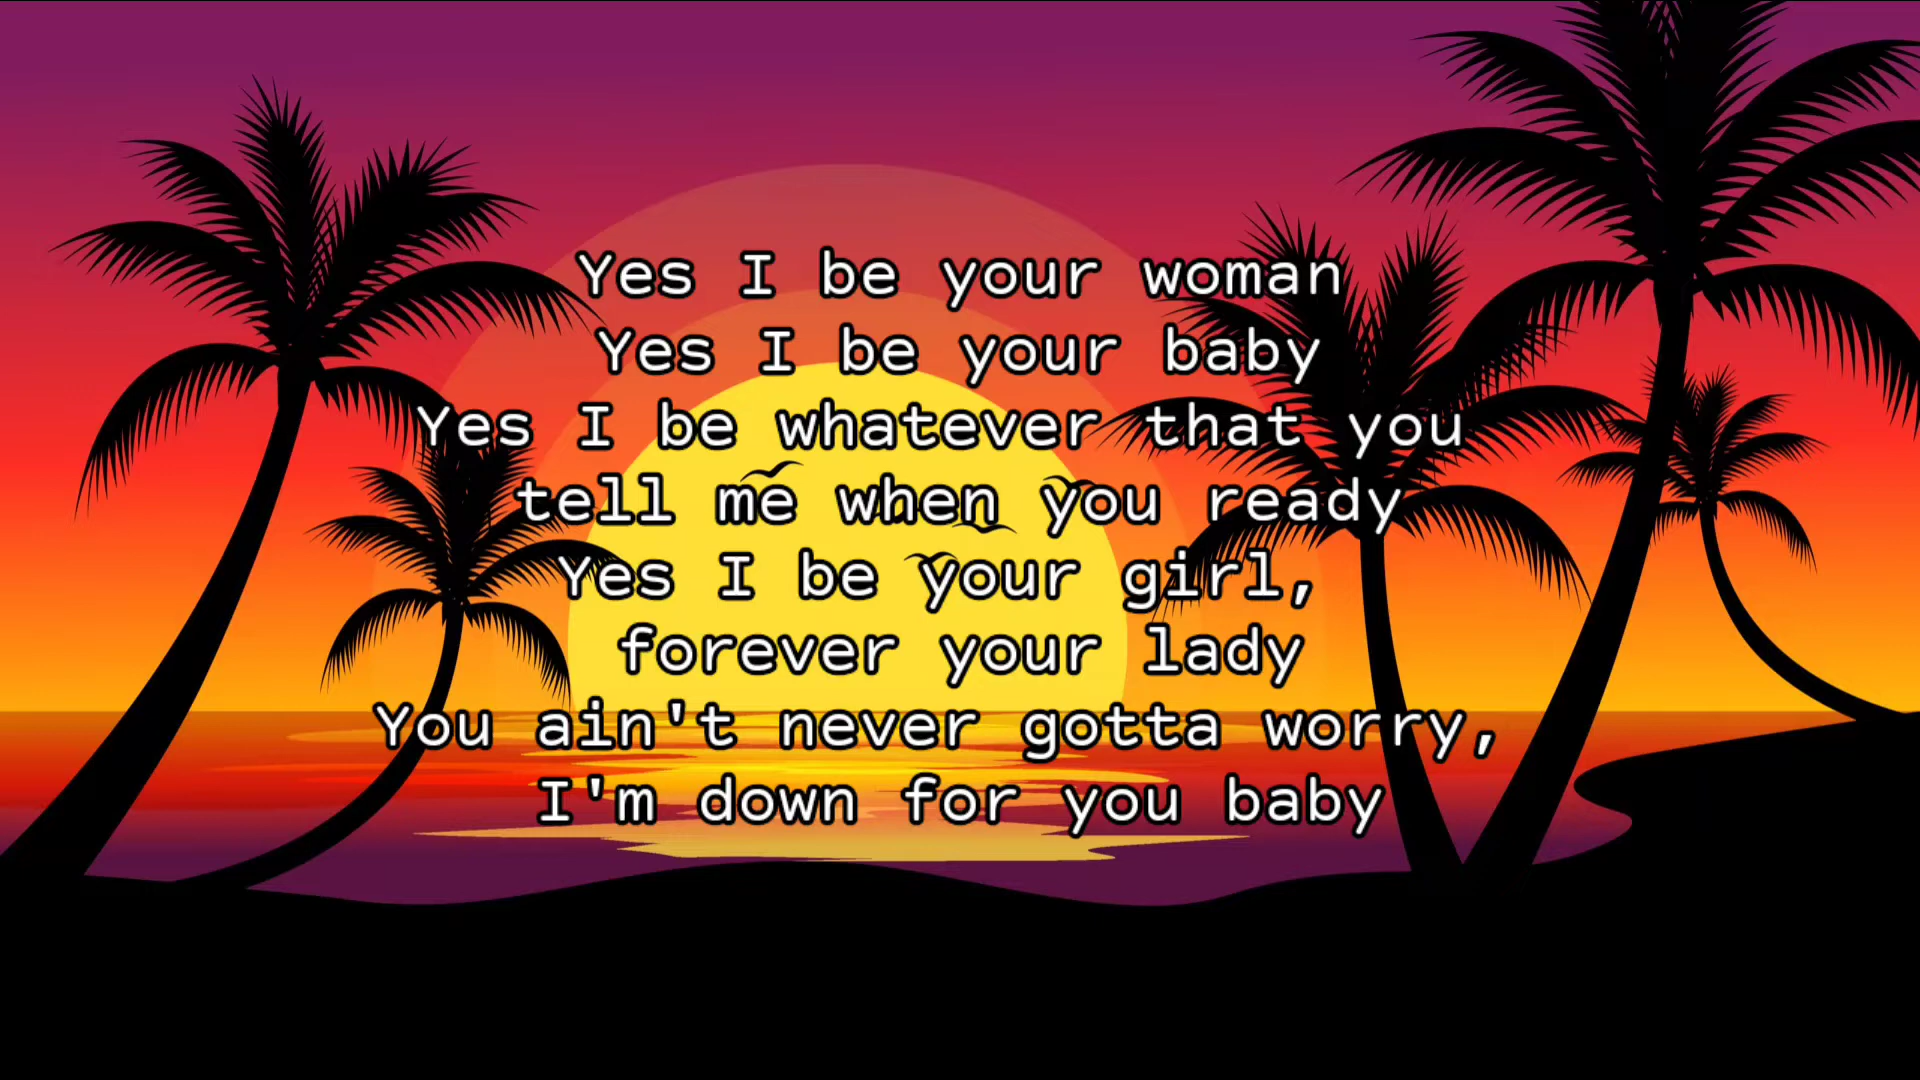 Yes I be your woman
Yes I be your baby
Yes I be whatever that you
tell me when you ready
Yes I be your girl,
forever your lady
You ain't never gotta worry,
I'm down for you baby